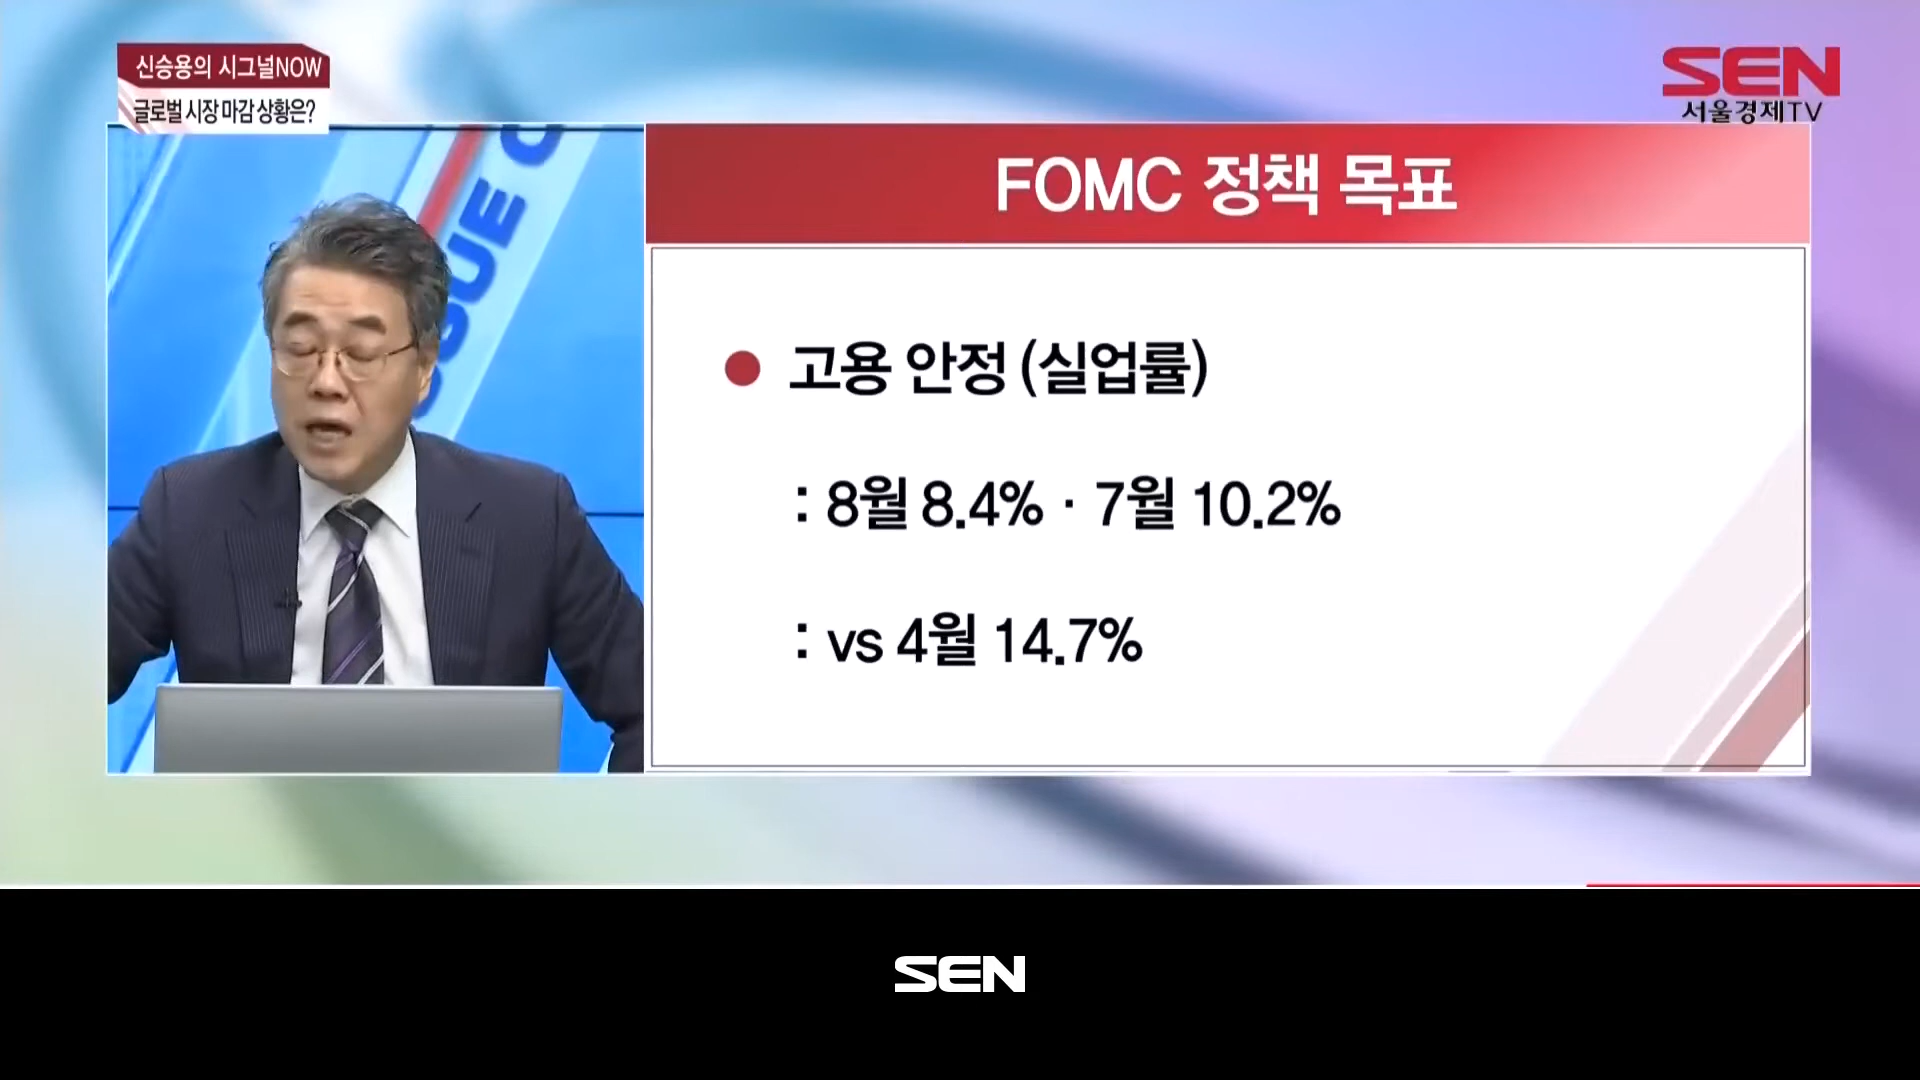 신승용의 시그널NOW
글로벌 시장 마감 상황은?
SEN
서울경제TV
ISSUE O
FOMC 정책 목표
● 고용 안정 (실업률)
: 8월 8.4% · 7월 10.2%
: vs 4월 14.7%
SEN